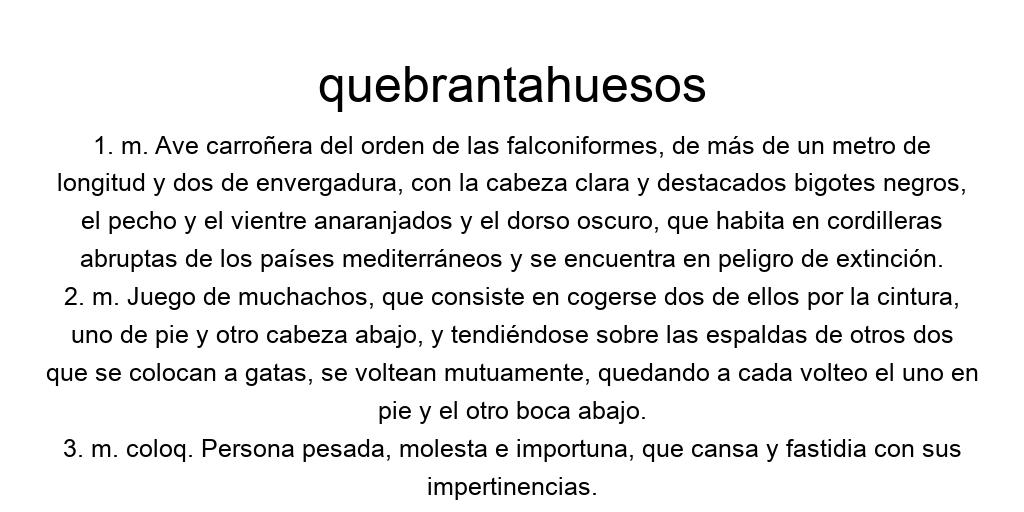 quebrantahuesos
1. m. Ave carroñera del orden de las falconiformes, de más de un metro de
longitud y dos de envergadura, con la cabeza clara y destacados bigotes negros,
el pecho y el vientre anaranjados y el dorso oscuro, que habita en cordilleras
abruptas de los países mediterráneos y se encuentra en peligro de extinción.
2. m. Juego de muchachos, que consiste en cogerse dos de ellos por la cintura,
uno de pie y otro cabeza abajo, y tendiéndose sobre las espaldas de otros dos
que se colocan a gatas, se voltean mutuamente, quedando a cada volteo el uno en
pie y el otro boca abajo.
3. m. coloq. Persona pesada, molesta e importuna, que cansa y fastidia con sus
impertinencias.